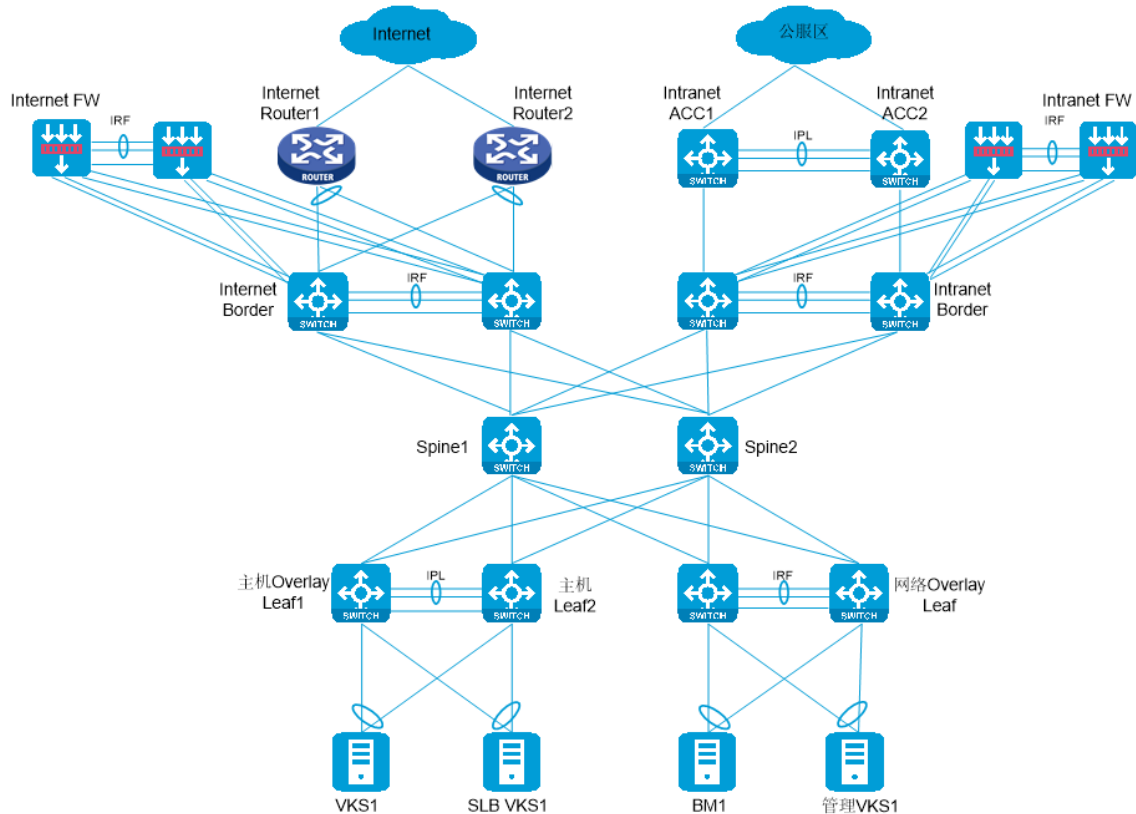 Internet
公服区
Internet FW
IRF
Internet
Router1
Internet
Router2
Intranet
ACC1
Intranet
ACC2
Intranet FW
IRF
IPL
ROUTER
ROUTER
SWITCH
SWITCH
Internet
Border
IRF
IRF
Intranet
Border
SWITCH
SWITCH
SWITCH
SWITCH
Spine1
Spine2
SWITCH
SWITCH
主机Overlay
Leaf1
IPL
主机
Leaf2
IRF
网络Overlay
Leaf
SWITCH
SWITCH
SWITCH
SWITCH
VKS1
SLB VKS1
BM1
管理VKS1